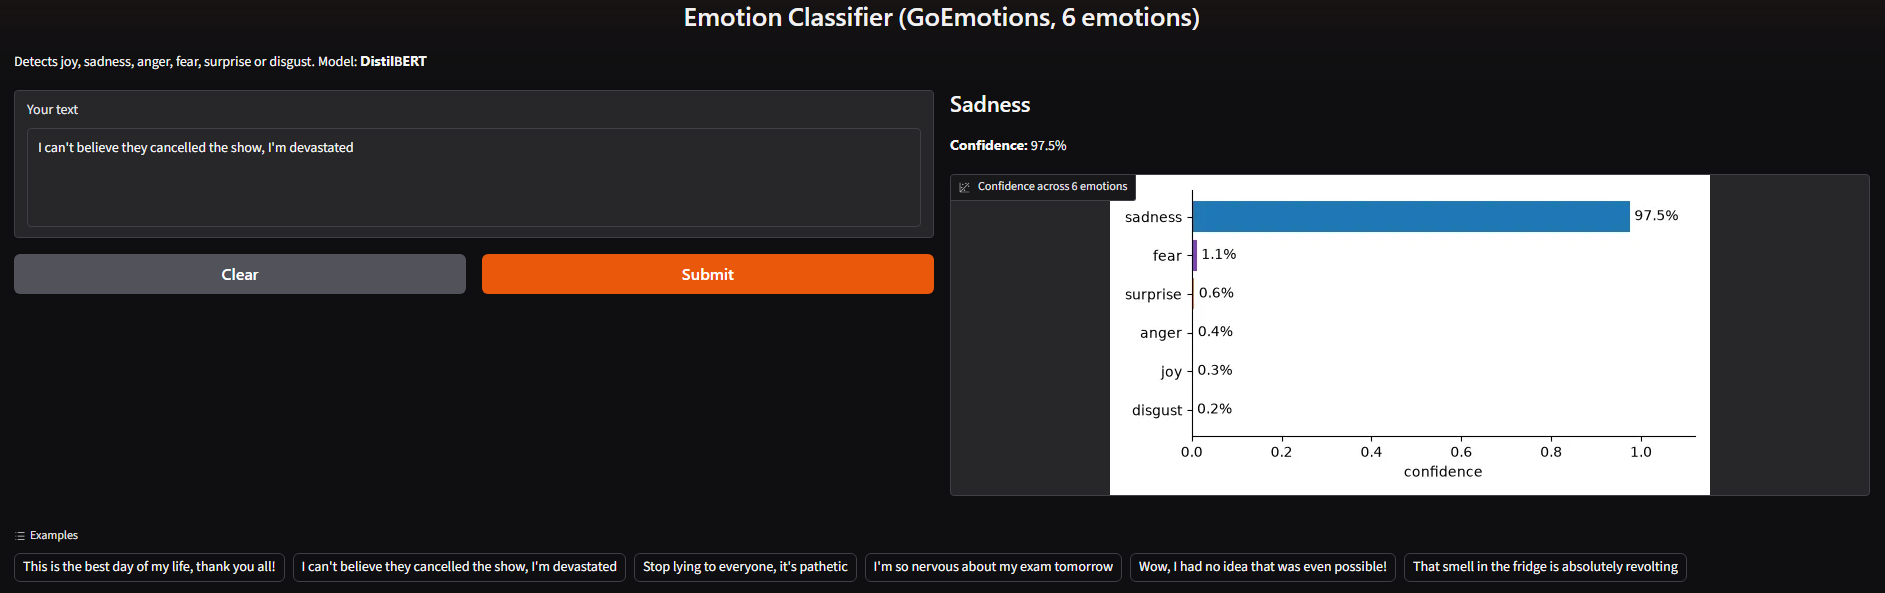 Emotion Classifier (GoEmotions, 6 emotions)
Detects joy, sadness, anger, fear, surprise or disgust. Model: DistilBERT
Your text
I can't believe they cancelled the show, I'm devastated
Clear
Submit
Sadness
Confidence: 97.5%
Confidence across 6 emotions
sadness 97.5%
fear 1.1%
surprise 0.6%
anger 0.4%
joy 0.3%
disgust 0.2%
0.0 0.2 0.4 0.6 0.8 1.0
confidence
Examples
This is the best day of my life, thank you all!
I can't believe they cancelled the show, I'm devastated
Stop lying to everyone, it's pathetic
I'm so nervous about my exam tomorrow
Wow, I had no idea that was even possible!
That smell in the fridge is absolutely revolting